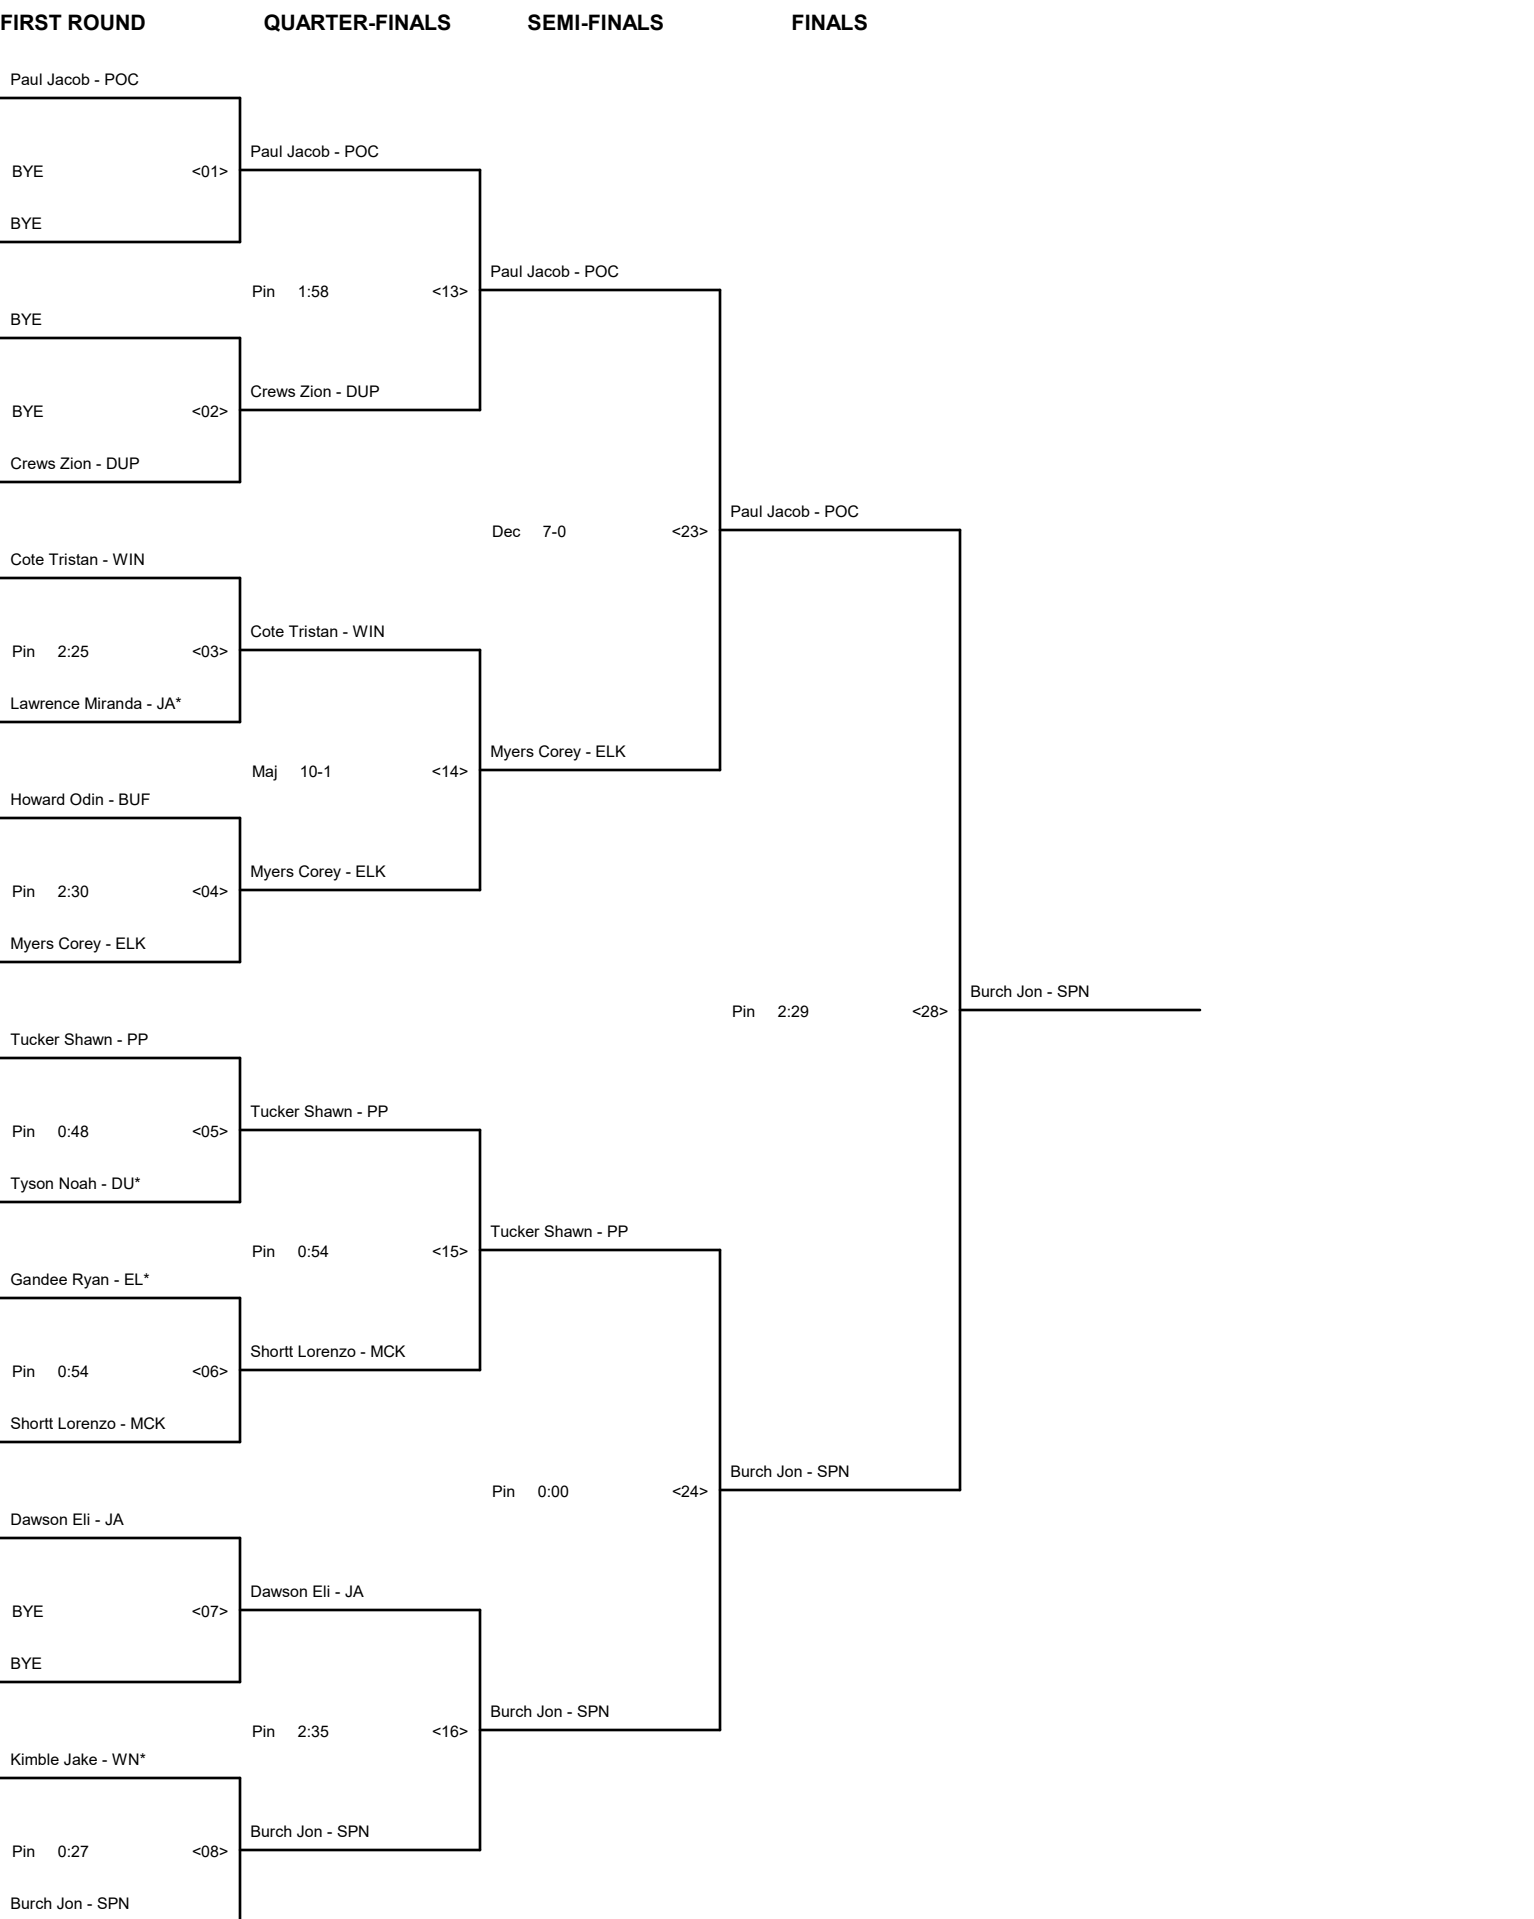 FIRST ROUND QUARTER-FINALS SEMI-FINALS FINALS
Paul Jacob - POC
Paul Jacob - POC
BYE <01>
BYE
Paul Jacob - POC
Pin 1:58 <13>
BYE
Crews Zion - DUP
BYE <02>
Crews Zion - DUP
Paul Jacob - POC
Dec 7-0 <23>
Cote Tristan - WIN
Cote Tristan - WIN
Pin 2:25 <03>
Lawrence Miranda - JA*
Myers Corey - ELK
Maj 10-1 <14>
Howard Odin - BUF
Myers Corey - ELK
Pin 2:30 <04>
Myers Corey - ELK
Burch Jon - SPN
Pin 2:29 <28>
Tucker Shawn - PP
Tucker Shawn - PP
Pin 0:48 <05>
Tyson Noah - DU*
Tucker Shawn - PP
Pin 0:54 <15>
Gandee Ryan - EL*
Shortt Lorenzo - MCK
Pin 0:54 <06>
Shortt Lorenzo - MCK
Burch Jon - SPN
Pin 0:00 <24>
Dawson Eli - JA
Dawson Eli - JA
BYE <07>
BYE
Burch Jon - SPN
Pin 2:35 <16>
Kimble Jake - WN*
Burch Jon - SPN
Pin 0:27 <08>
Burch Jon - SPN